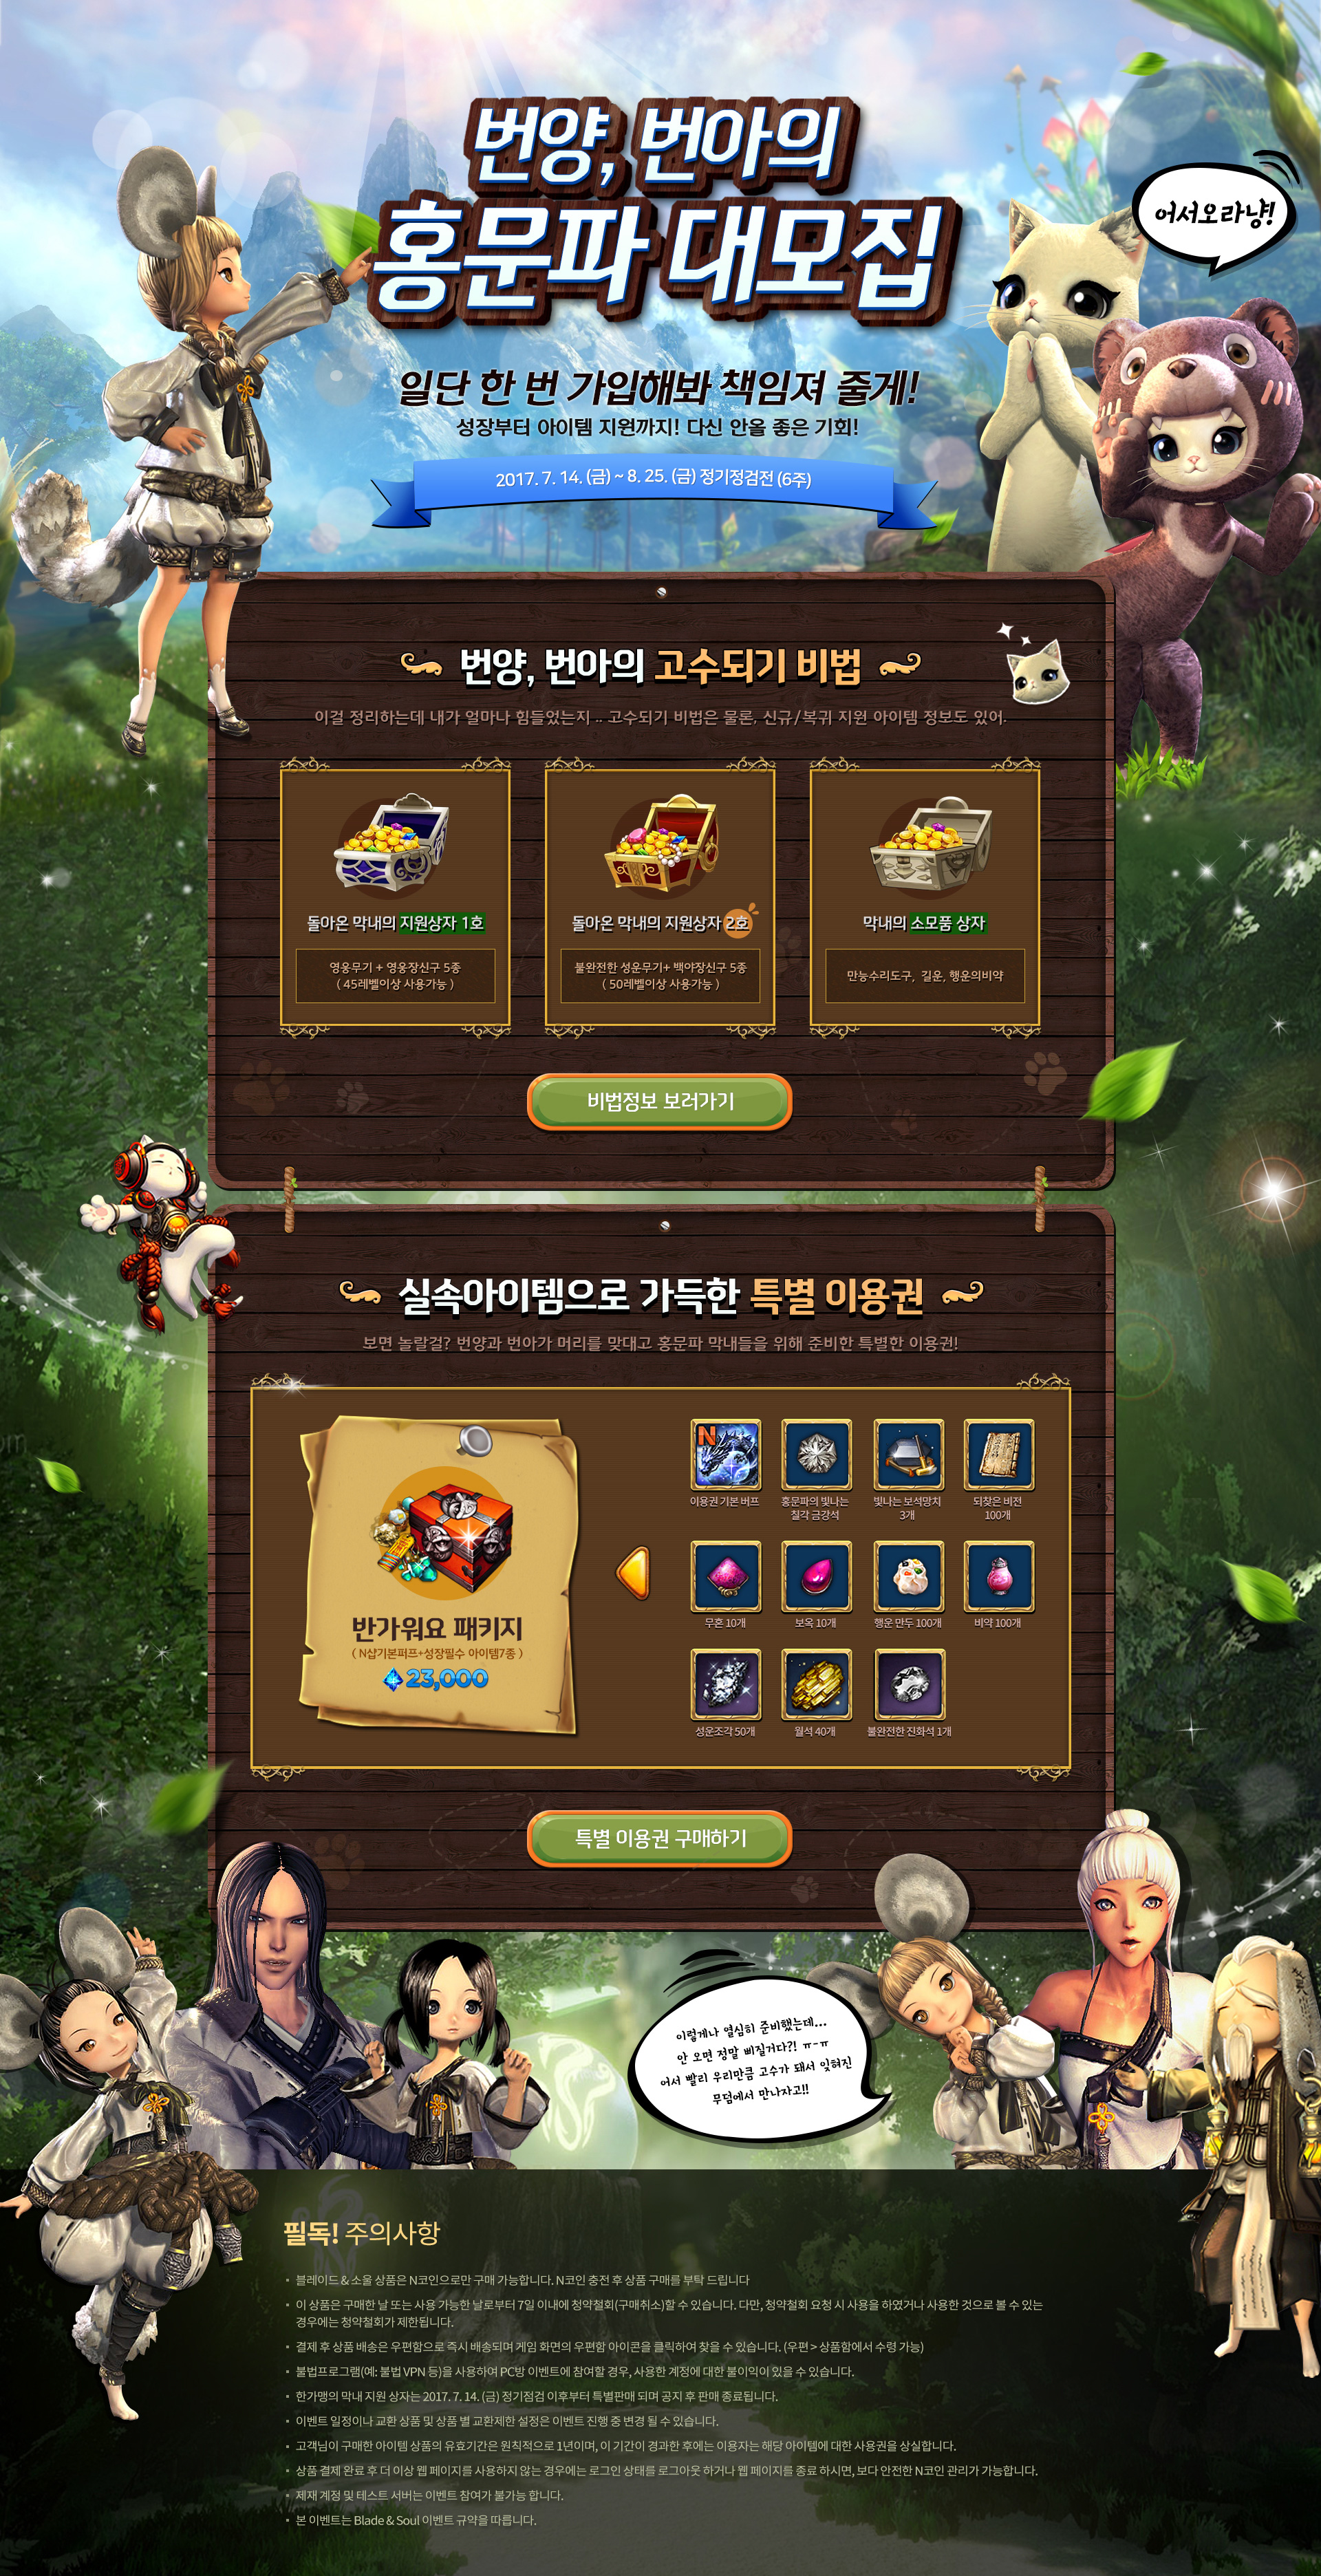 번양, 번아의
홍문파 대모집
어서오라냥!
일단 한 번 가입해봐 책임져 줄게!
성장부터 아이템 지원까지! 다신 안올 좋은 기회!
2017. 7. 14. (금) ~ 8. 25. (금) 정기점검전 (6주)
번양, 번아의 고수되기 비법
이걸 정리하는데 내가 얼마나 힘들었는지 .. 고수되기 비법은 물론, 신규/복귀 지원 아이템 정보도 있어.
돌아온 막내의 지원상자 1호
영웅무기 + 영웅장신구 5종
( 45레벨이상 사용가능 )
돌아온 막내의 지원상자 2호
불완전한 성운무기+ 백야장신구 5종
( 50레벨이상 사용가능 )
막내의 소모품 상자
만능수리도구, 길운, 행운의비약
비법정보 보러가기
실속아이템으로 가득한 특별 이용권
보면 놀랄걸? 번양과 번아가 머리를 맞대고 홍문파 막내들을 위해 준비한 특별한 이용권!
반가워요 패키지
( N샵기본퍼프+성장필수 아이템7종 )
23,000
N
이용권 기본 버프
홍문파의 빛나는
칠각 금강석
빛나는 보석망치
3개
되찾은 비전
100개
무혼 10개
보옥 10개
행운 만두 100개
비약 100개
성운조각 50개
월석 40개
불완전한 진화석 1개
특별 이용권 구매하기
이렇게나 열심히 준비했는데...
안 오면 정말 삐질거다?! ㅠ-ㅠ
어서 빨리 우리만큼 고수가 돼서 잊혀진
무덤에서 만나자고!!
필독! 주의사항
블레이드 & 소울 상품은 N코인으로만 구매 가능합니다. N코인 충전 후 상품 구매를 부탁 드립니다
이 상품은 구매한 날 또는 사용 가능한 날로부터 7일 이내에 청약철회(구매취소)할 수 있습니다. 다만, 청약철회 요청 시 사용을 하였거나 사용한 것으로 볼 수 있는
경우에는 청약철회가 제한됩니다.
결제 후 상품 배송은 우편함으로 즉시 배송되며 게임 화면의 우편함 아이콘을 클릭하여 찾을 수 있습니다. (우편 > 상품함에서 수령 가능)
불법프로그램(예: 불법 VPN 등)을 사용하여 PC방 이벤트에 참여할 경우, 사용한 계정에 대한 불이익이 있을 수 있습니다.
한가맹의 막내 지원 상자는 2017. 7. 14. (금) 정기점검 이후부터 특별판매 되며 공지 후 판매 종료됩니다.
이벤트 일정이나 교환 상품 및 상품 별 교환제한 설정은 이벤트 진행 중 변경 될 수 있습니다.
고객님이 구매한 아이템 상품의 유효기간은 원칙적으로 1년이며, 이 기간이 경과한 후에는 이용자는 해당 아이템에 대한 사용권을 상실합니다.
상품 결제 완료 후 더 이상 웹 페이지를 사용하지 않는 경우에는 로그인 상태를 로그아웃 하거나 웹 페이지를 종료 하시면, 보다 안전한 N코인 관리가 가능합니다.
제재 계정 및 테스트 서버는 이벤트 참여가 불가능 합니다.
본 이벤트는 Blade & Soul 이벤트 규약을 따릅니다.